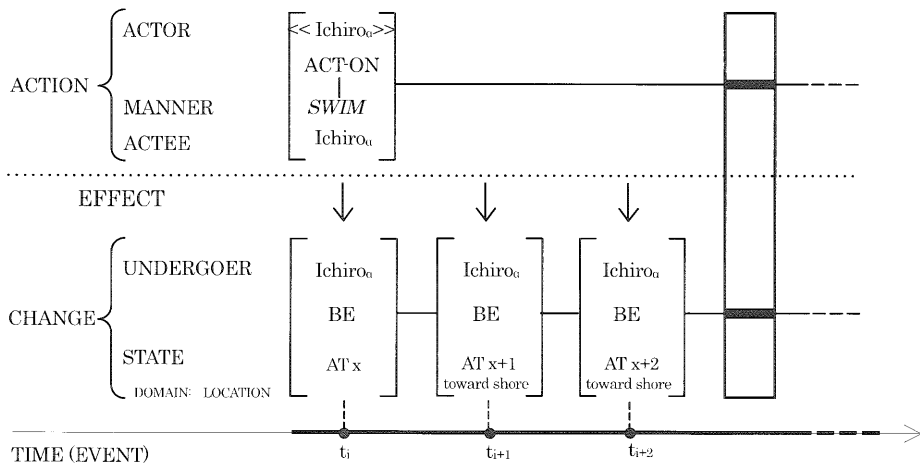 ACTOR << Ichiroα>>
ACT-ON
ACTION
MANNER SWIM
ACTEE Ichiroα
EFFECT
UNDERGOER Ichiroα Ichiroα Ichiroα
CHANGE BE BE BE
STATE AT x AT x+1 AT x+2
toward shore toward shore
DOMAIN: LOCATION
TIME (EVENT) ti ti+1 ti+2